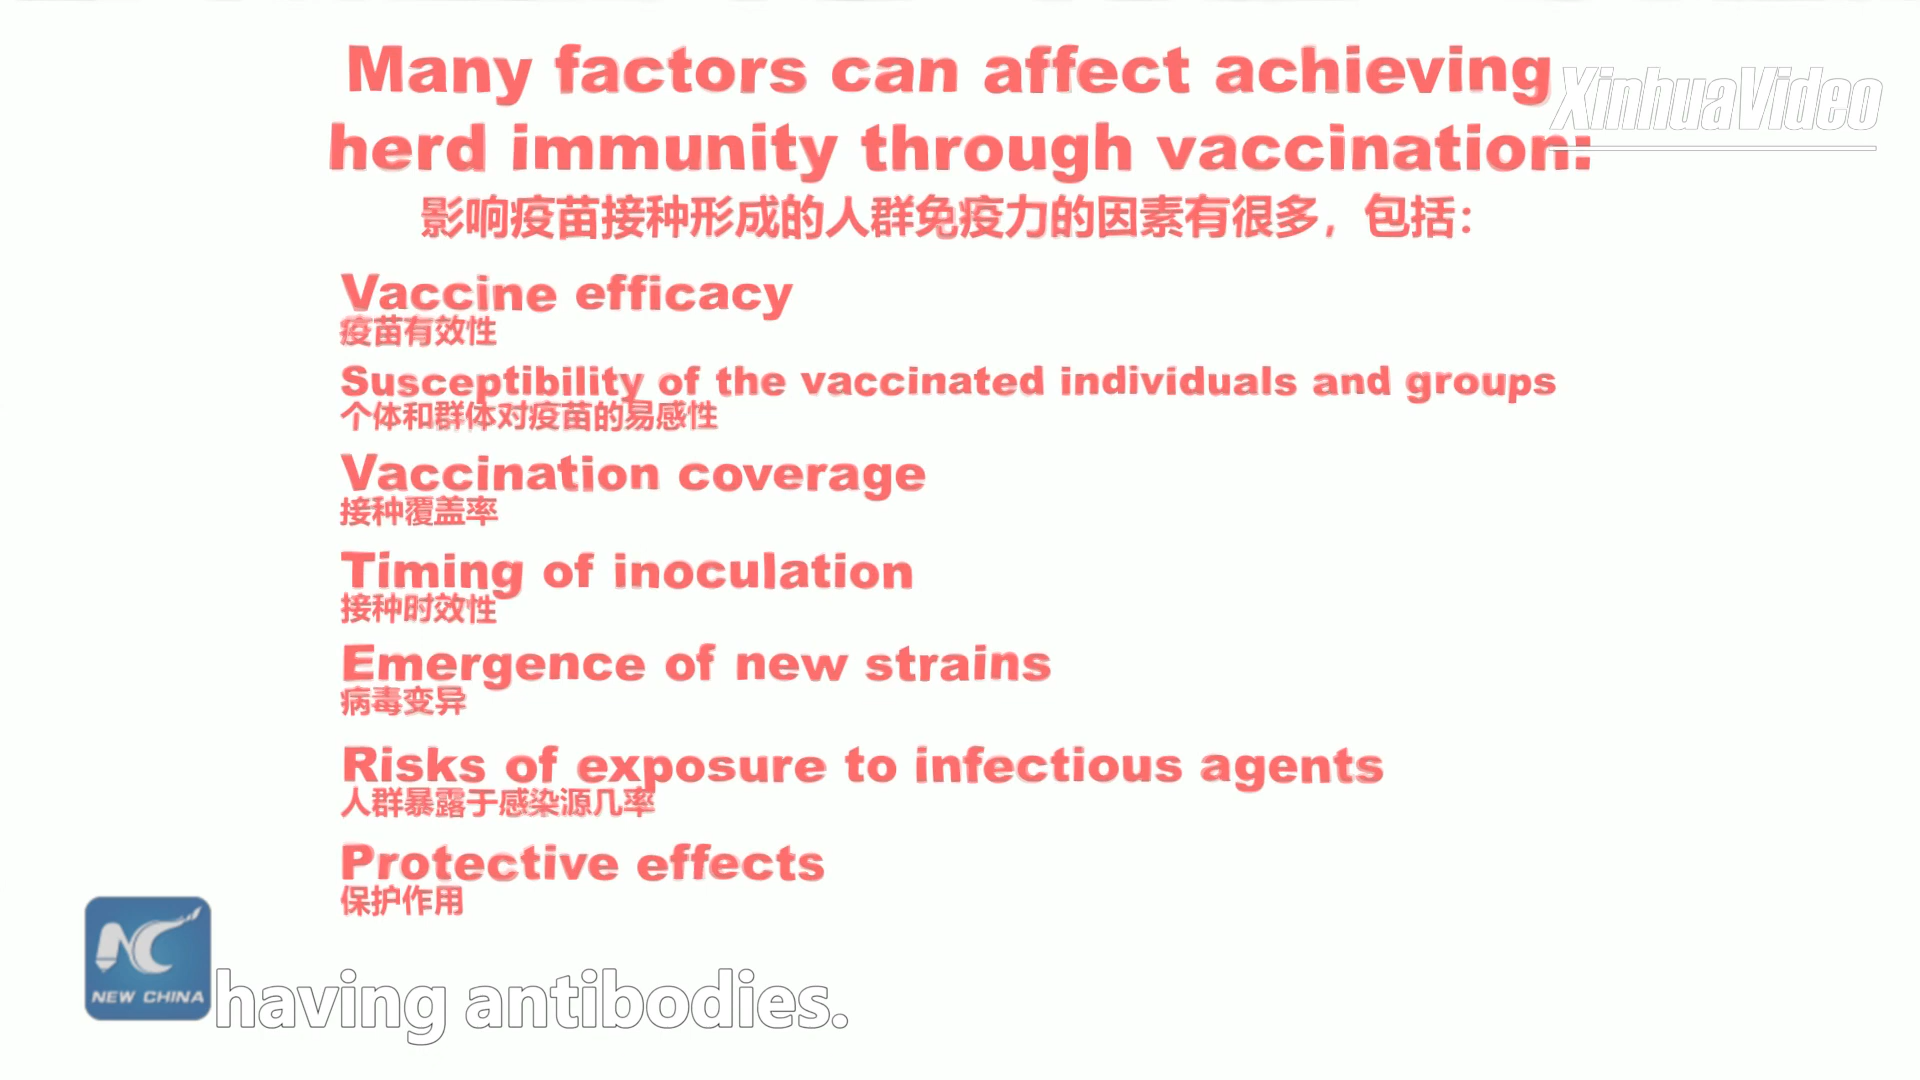 Many factors can affect achieving
XinhuaVideo
herd immunity through vaccination:
影响疫苗接种形成的人群免疫力的因素有很多，包括：
Vaccine efficacy
疫苗有效性
Susceptibility of the vaccinated individuals and groups
个体和群体对疫苗的易感性
Vaccination coverage
接种覆盖率
Timing of inoculation
接种时效性
Emergence of new strains
病毒变异
Risks of exposure to infectious agents
人群暴露于感染源几率
Protective effects
保护作用
NC
NEW CHINA
having antibodies.